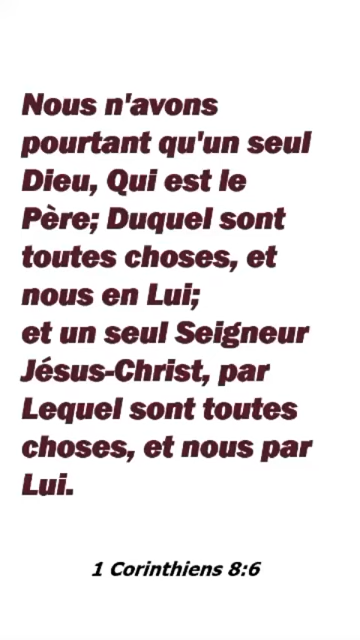 Nous n'avons
pourtant qu'un seul
Dieu, Qui est le
Père; Duquel sont
toutes choses, et
nous en Lui;
et un seul Seigneur
Jésus-Christ, par
Lequel sont toutes
choses, et nous par
Lui.
1 Corinthiens 8:6